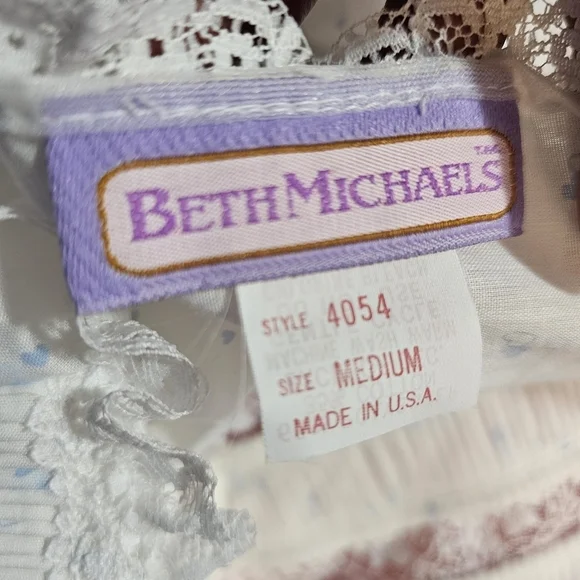 BETH MICHAELS T.M.
STYLE 4054
SIZE MEDIUM
MADE IN U.S.A.